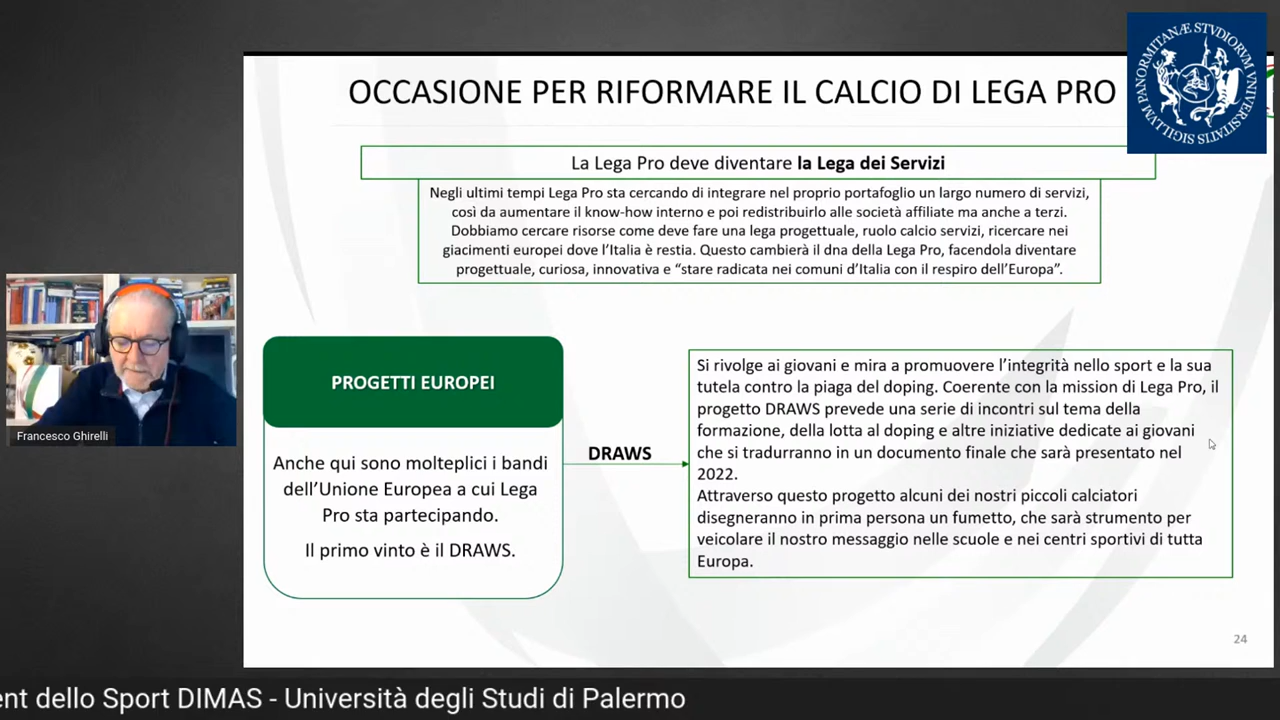 OCCASIONE PER RIFORMARE IL CALCIO DI LEGA PRO
SIGILLVM PANORMITANÆ STVDIORVM VNIVERSITATIS
La Lega Pro deve diventare la Lega dei Servizi
Negli ultimi tempi Lega Pro sta cercando di integrare nel proprio portafoglio un largo numero di servizi,
così da aumentare il know-how interno e poi redistribuirlo alle società affiliate ma anche a terzi.
Dobbiamo cercare risorse come deve fare una lega progettuale, ruolo calcio servizi, ricercare nei
giacimenti europei dove l’Italia è restia. Questo cambierà il dna della Lega Pro, facendola diventare
progettuale, curiosa, innovativa e “stare radicata nei comuni d’Italia con il respiro dell’Europa”.
Francesco Ghirelli
PROGETTI EUROPEI
Anche qui sono molteplici i bandi
dell’Unione Europea a cui Lega
Pro sta partecipando.
Il primo vinto è il DRAWS.
DRAWS
Si rivolge ai giovani e mira a promuovere l’integrità nello sport e la sua
tutela contro la piaga del doping. Coerente con la mission di Lega Pro, il
progetto DRAWS prevede una serie di incontri sul tema della
formazione, della lotta al doping e altre iniziative dedicate ai giovani
che si tradurranno in un documento finale che sarà presentato nel
2022.
Attraverso questo progetto alcuni dei nostri piccoli calciatori
disegneranno in prima persona un fumetto, che sarà strumento per
veicolare il nostro messaggio nelle scuole e nei centri sportivi di tutta
Europa.
24
ent dello Sport DIMAS - Università degli Studi di Palermo